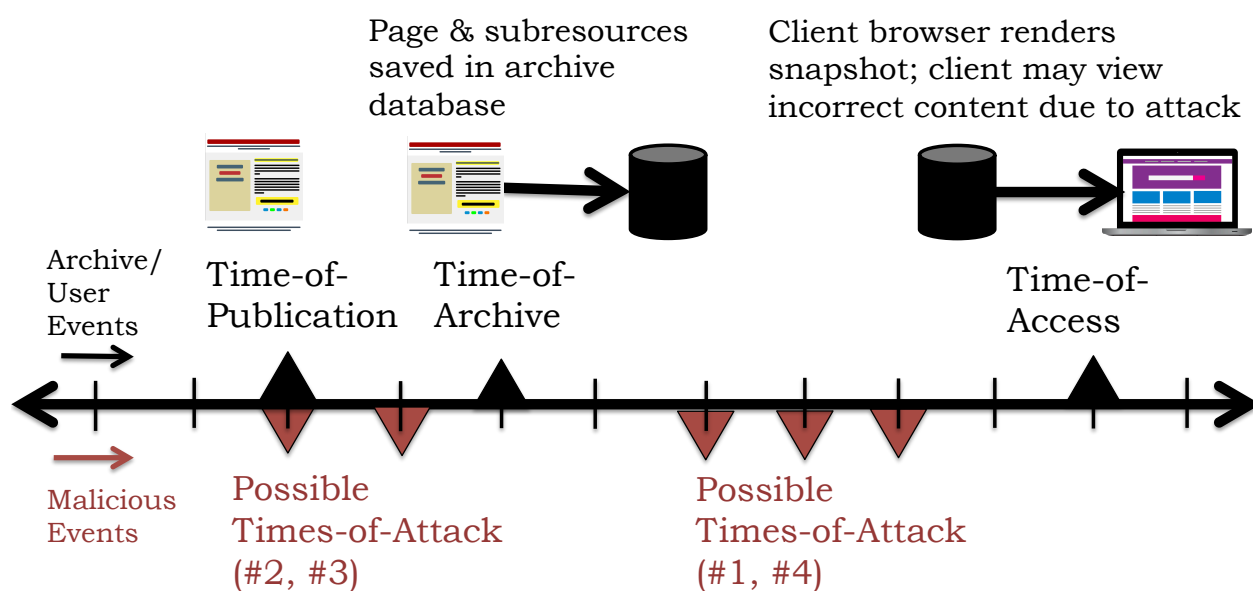 Page & subresources
saved in archive
database
Client browser renders
snapshot; client may view
incorrect content due to attack
Archive/
User
Events
Time-of-
Publication
Time-of-
Archive
Time-of-
Access
Malicious
Events
Possible
Times-of-Attack
(#2, #3)
Possible
Times-of-Attack
(#1, #4)